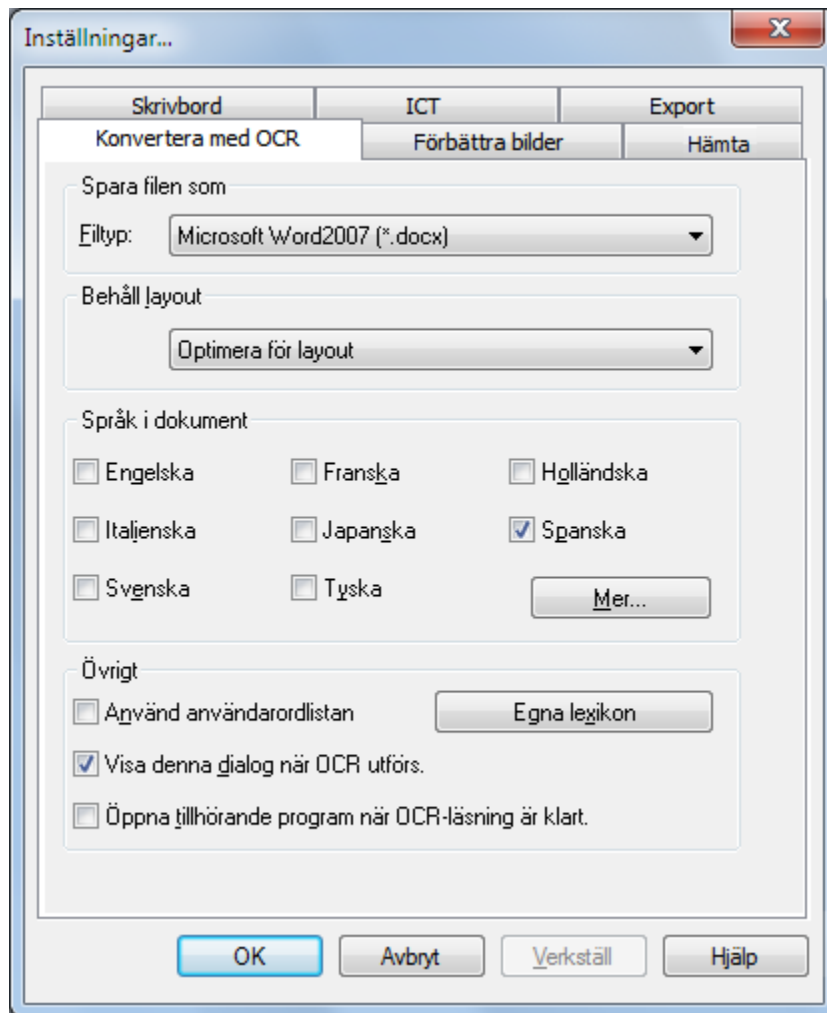 Inställningar...
Skrivbord ICT Export
Konvertera med OCR Förbättra bilder Hämta
Spara filen som
Filtyp: Microsoft Word2007 (*.docx)
Behåll layout
Optimera för layout
Språk i dokument
Engelska Franska Holländska
Italienska Japanska Spanska
Svenska Tyska Mer...
Övrigt
Använd användarordlistan Egna lexikon
Visa denna dialog när OCR utförs.
Öppna tillhörande program när OCR-läsning är klart.
OK Avbryt Verkställ Hjälp